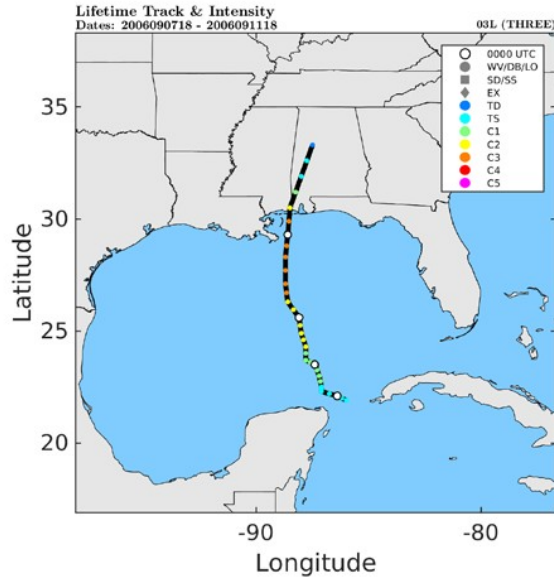 Lifetime Track & Intensity
Dates: 2006090718 - 2006091118 03L (THREE)
0000 UTC
WV/DB/LO
SD/SS
EX
TD
TS
C1
C2
C3
C4
C5
35
30
25
20
Latitude
-90 -80
Longitude